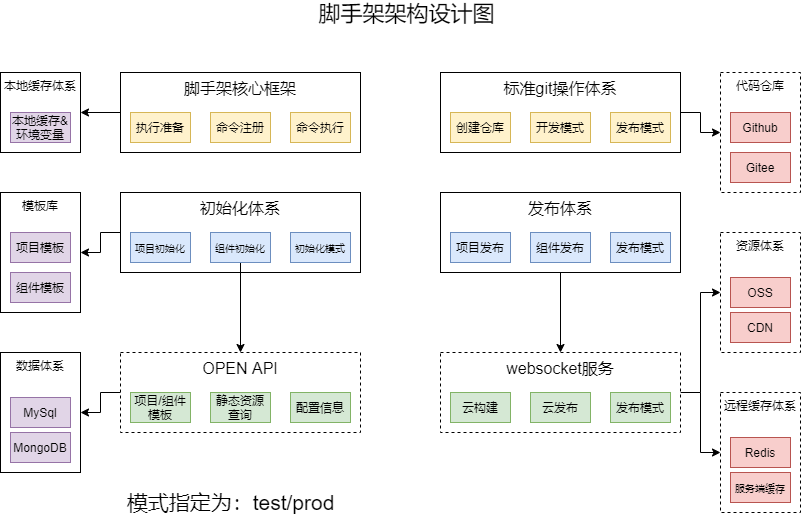 脚手架架构设计图
本地缓存体系
本地缓存&
环境变量
脚手架核心框架
执行准备
命令注册
命令执行
标准git操作体系
创建仓库
开发模式
发布模式
代码仓库
Github
Gitee
模板库
项目模板
组件模板
初始化体系
项目初始化
组件初始化
初始化模式
发布体系
项目发布
组件发布
发布模式
资源体系
OSS
CDN
数据体系
MySql
MongoDB
OPEN API
项目/组件
模板
静态资源
查询
配置信息
websocket服务
云构建
云发布
发布模式
远程缓存体系
Redis
服务端缓存
模式指定为：test/prod